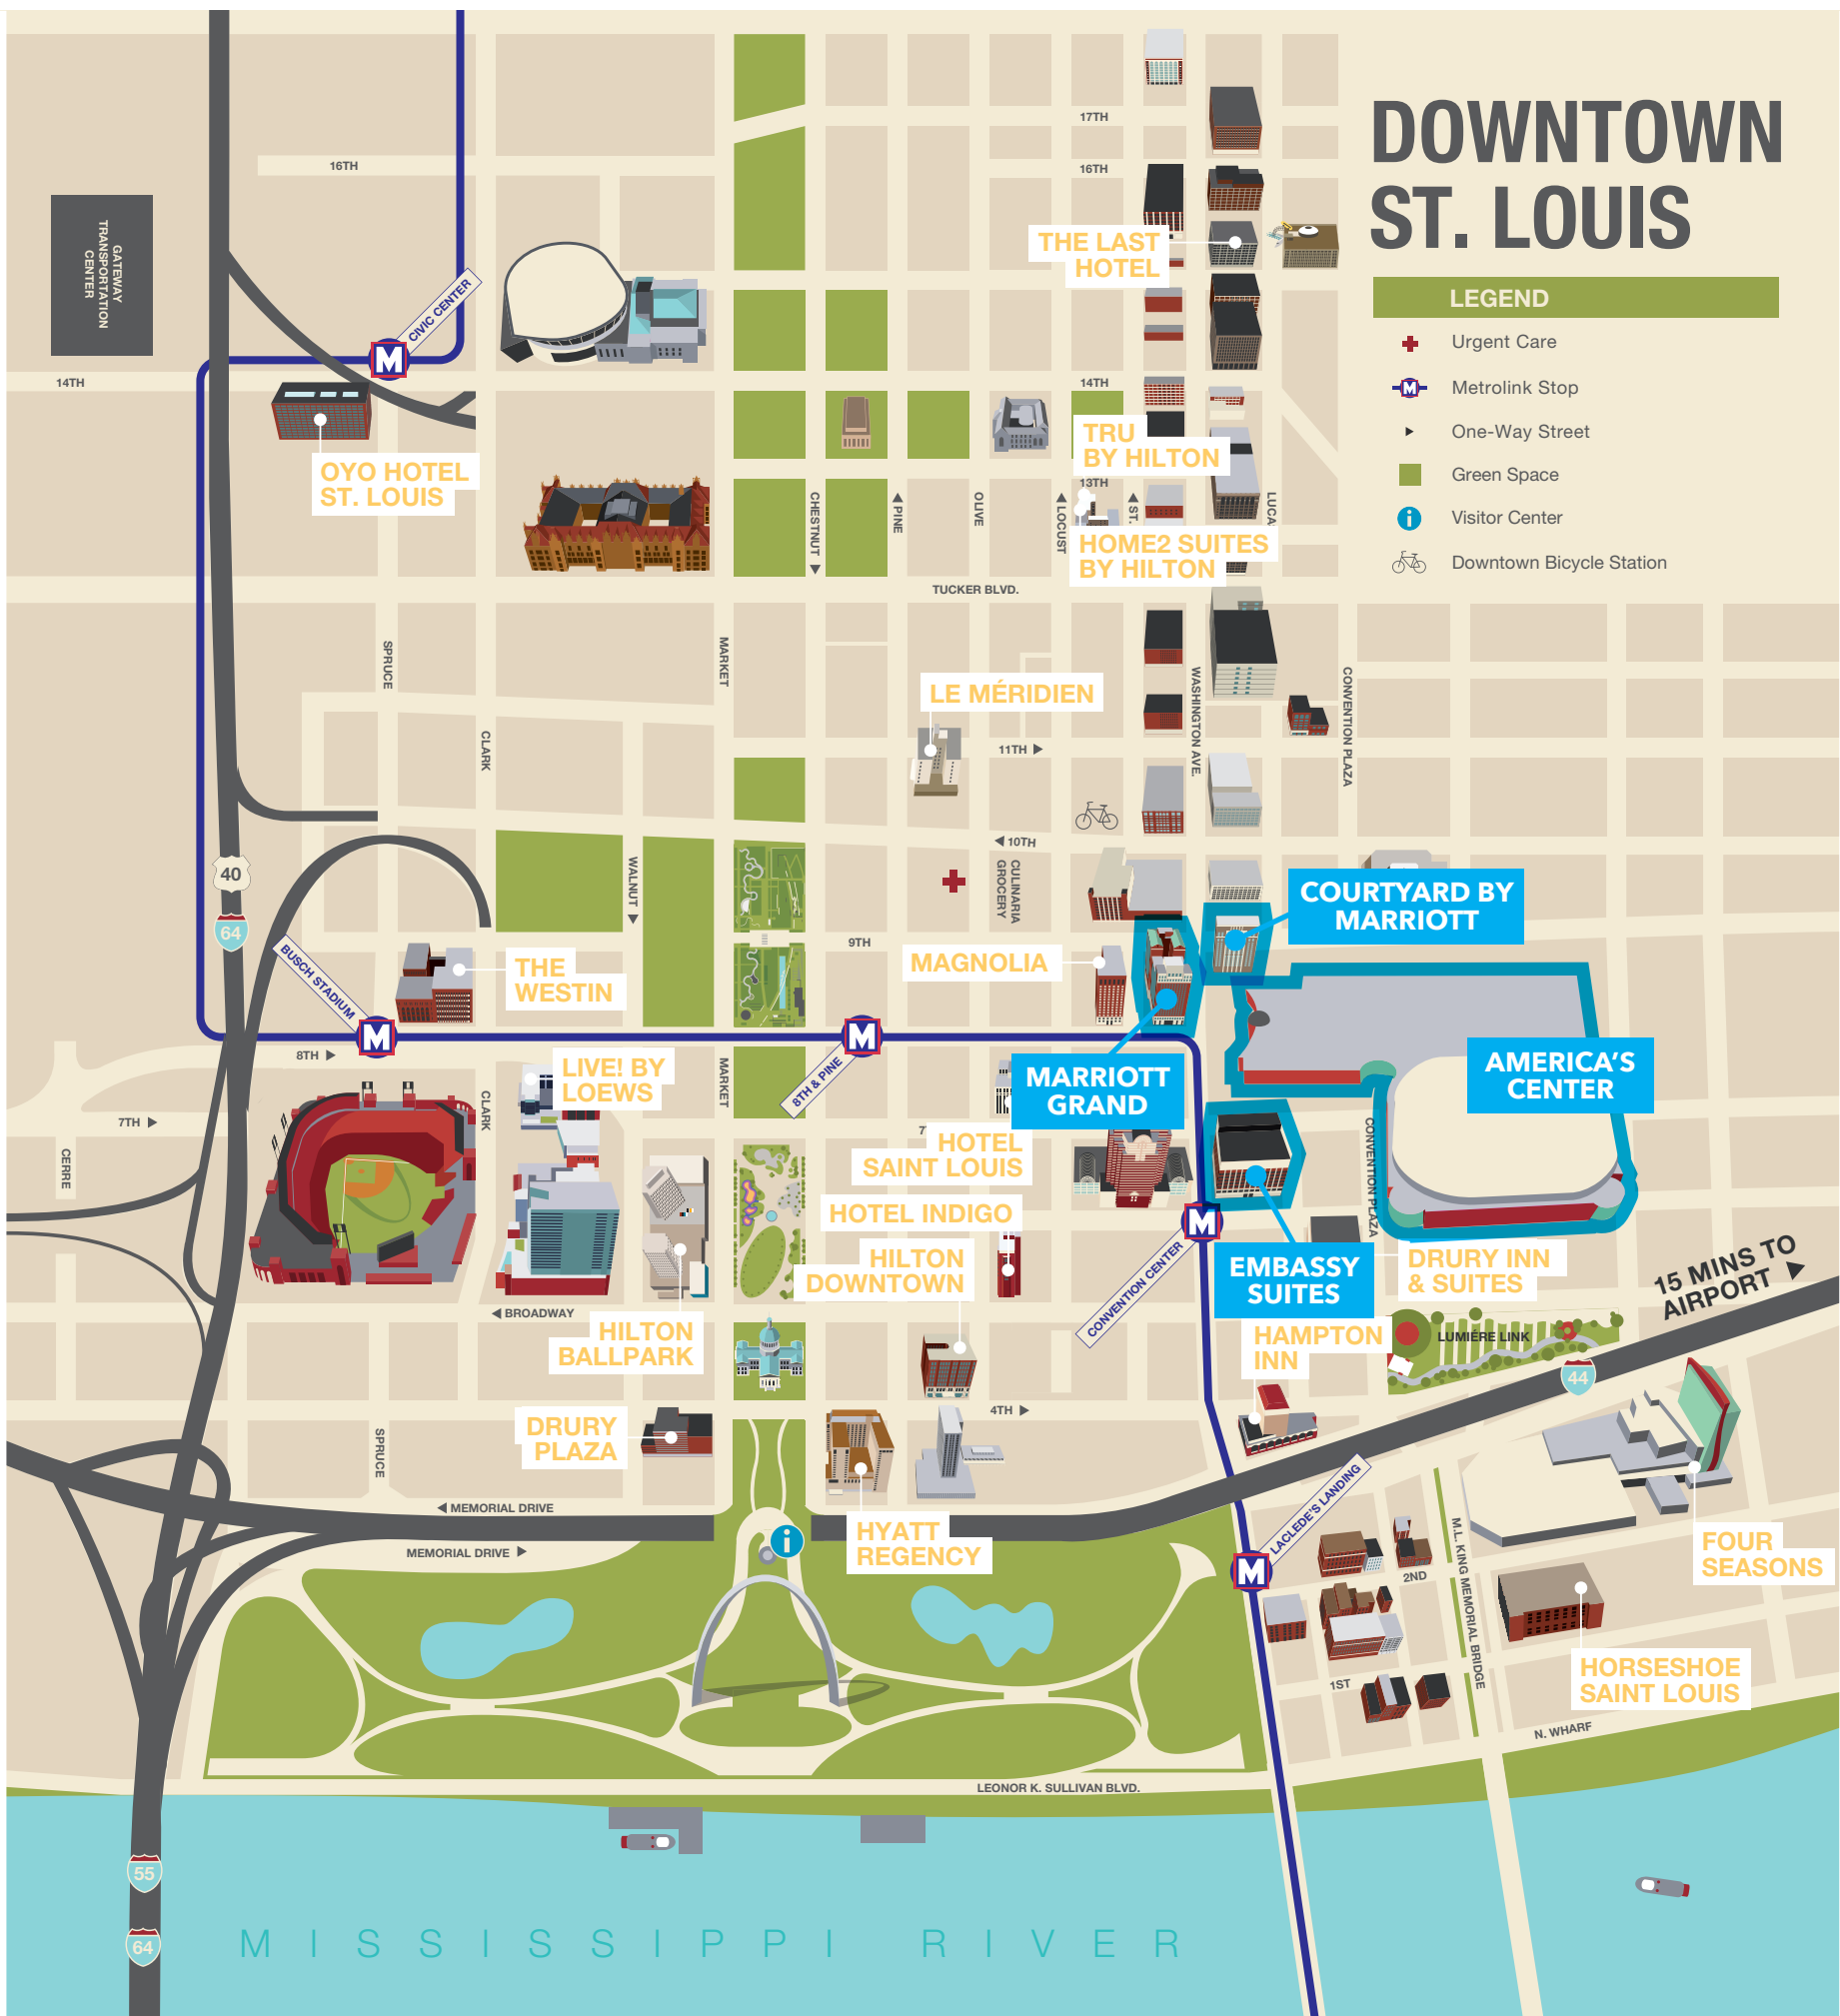 DOWNTOWN
ST. LOUIS
LEGEND
Urgent Care
Metrolink Stop
One-Way Street
Green Space
Visitor Center
Downtown Bicycle Station
17TH
16TH
16TH
GATEWAY
TRANSPORTATION
CENTER
THE LAST
HOTEL
CIVIC CENTER
M
14TH
14TH
OYO HOTEL
ST. LOUIS
TRU
BY HILTON
13TH
CHESTNUT
PINE
OLIVE
LOCUST
ST.
HOME2 SUITES
BY HILTON
TUCKER BLVD.
SPRUCE
MARKET
CLARK
WASHINGTON AVE.
CONVENTION PLAZA
LE MÉRIDIEN
11TH
10TH
WALNUT
CULINARIA
GROCERY
40
64
COURTYARD BY
MARRIOTT
9TH
MAGNOLIA
THE
WESTIN
BUSCH STADIUM
M
M
8TH
8TH & PINE
LIVE! BY
LOEWS
MARKET
MARRIOTT
GRAND
AMERICA'S
CENTER
CLARK
7TH
CERRE
CONVENTION PLAZA
HOTEL
SAINT LOUIS
HOTEL INDIGO
HILTON
DOWNTOWN
M
CONVENTION CENTER
EMBASSY
SUITES
DRURY INN
& SUITES
15 MINS TO
AIRPORT
BROADWAY
HILTON
BALLPARK
HAMPTON
INN
LUMIÉRE LINK
44
4TH
DRURY
PLAZA
SPRUCE
MEMORIAL DRIVE
MEMORIAL DRIVE
i
HYATT
REGENCY
LACLEDE'S LANDING
M
M.L. KING MEMORIAL BRIDGE
FOUR
SEASONS
2ND
1ST
HORSESHOE
SAINT LOUIS
N. WHARF
LEONOR K. SULLIVAN BLVD.
55
64
MISSISSIPPI RIVER